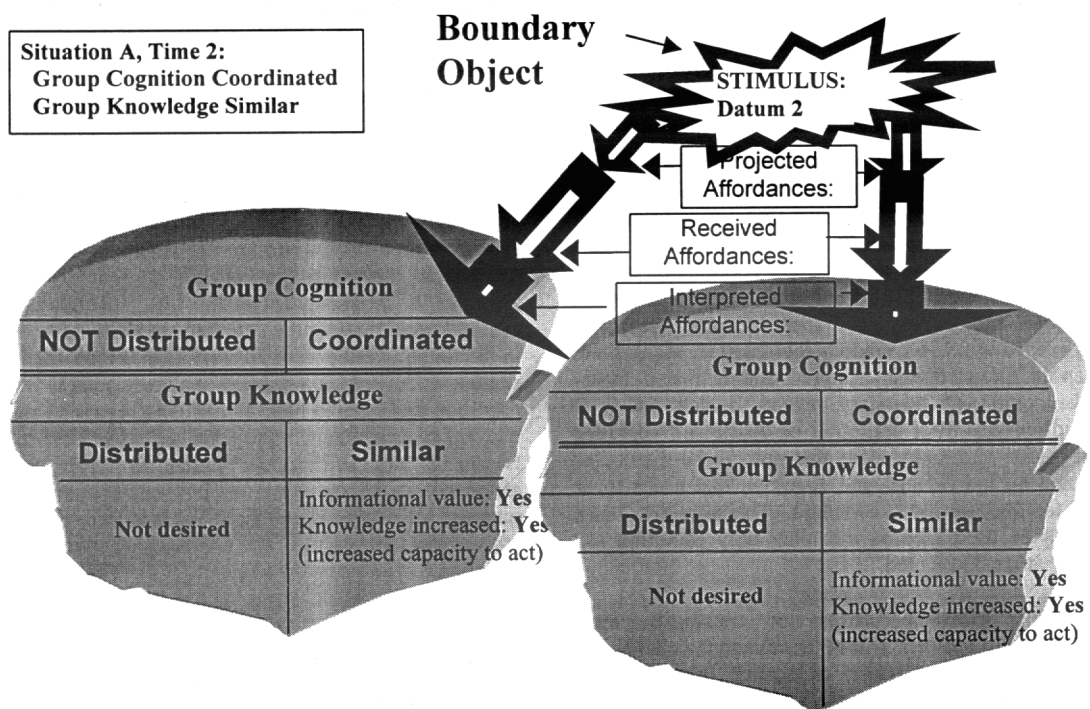 Situation A, Time 2:
Group Cognition Coordinated
Group Knowledge Similar
Boundary
Object
STIMULUS:
Datum 2
Projected
Affordances:
Received
Affordances:
Interpreted
Affordances:
Group Cognition
NOT Distributed
Coordinated
Group Knowledge
Distributed
Similar
Not desired
Informational value: Yes
Knowledge increased: Yes
(increased capacity to act)
Group Cognition
NOT Distributed
Coordinated
Group Knowledge
Distributed
Similar
Not desired
Informational value: Yes
Knowledge increased: Yes
(increased capacity to act)